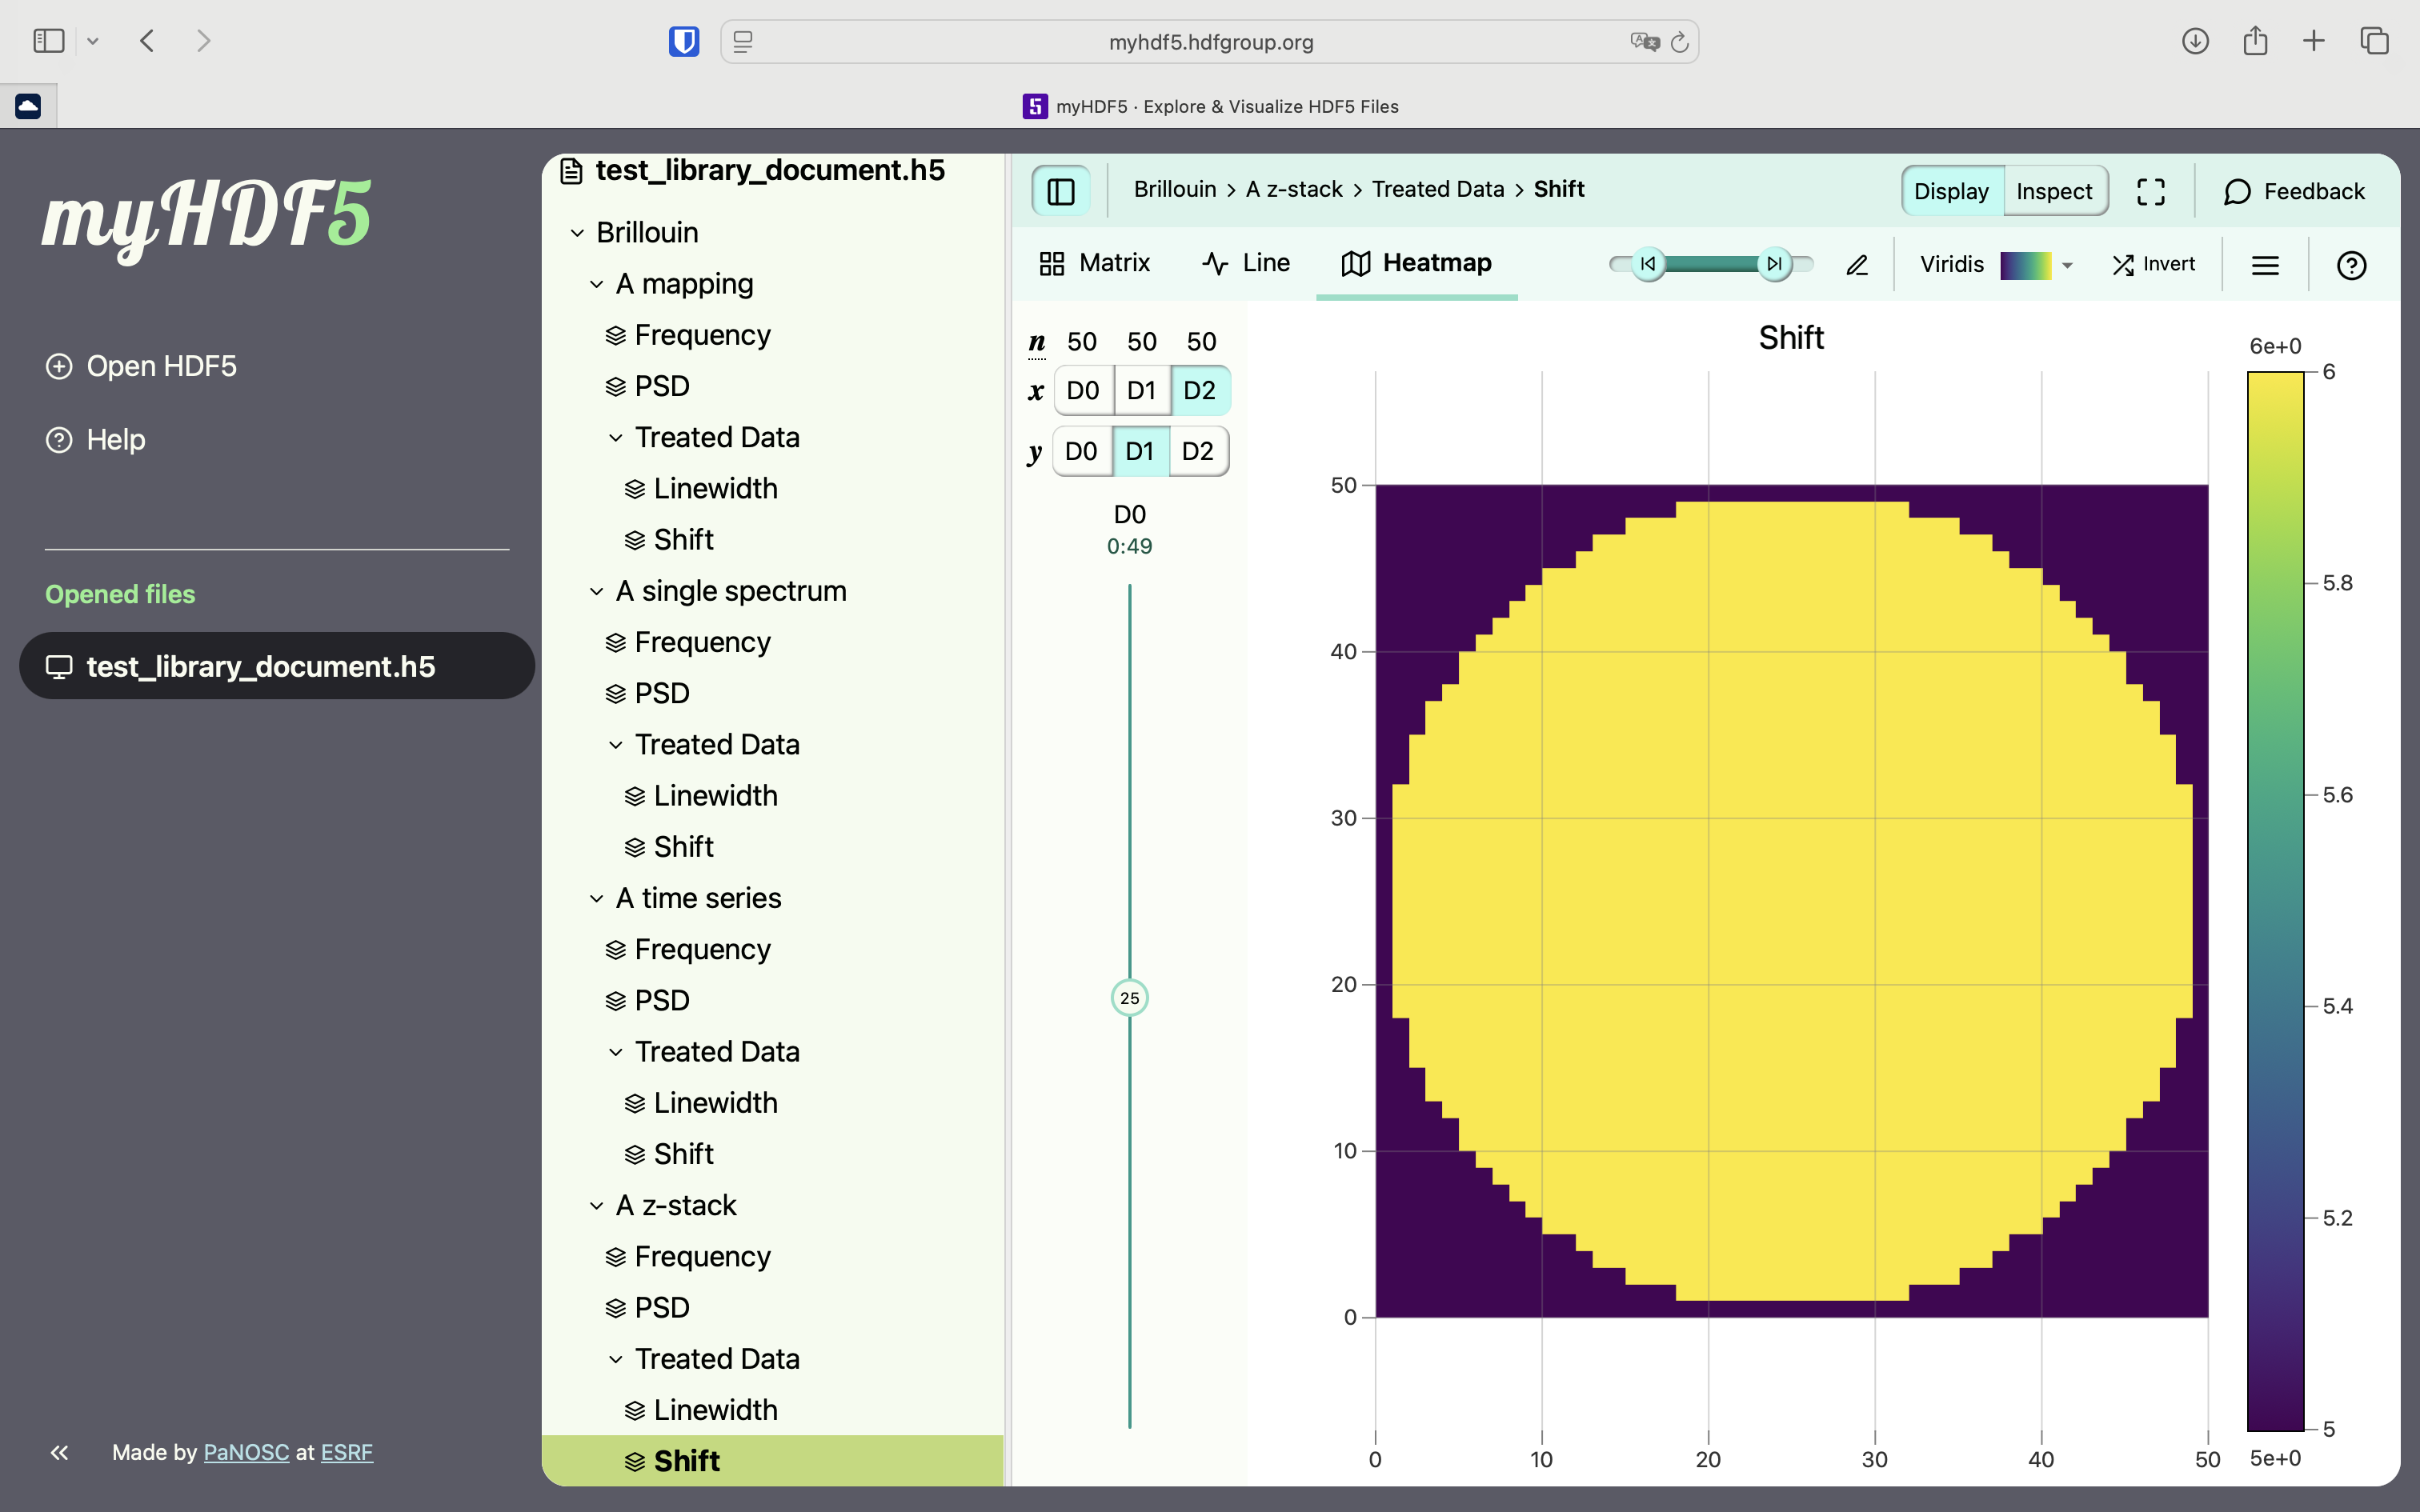 myhdf5.hdfgroup.org
myHDF5 · Explore & Visualize HDF5 Files
myHDF5
Open HDF5
Help
Opened files
test_library_document.h5
Made by PaNOSC at ESRF
test_library_document.h5
Brillouin
A mapping
Frequency
PSD
Treated Data
Linewidth
Shift
A single spectrum
Frequency
PSD
Treated Data
Linewidth
Shift
A time series
Frequency
PSD
Treated Data
Linewidth
Shift
A z-stack
Frequency
PSD
Treated Data
Linewidth
Shift
Brillouin > A z-stack > Treated Data > Shift
Display Inspect
Feedback
Matrix Line Heatmap
Viridis
Invert
n 50 50 50
x D0 D1 D2
y D0 D1 D2
D0
0:49
25
Shift
50
40
30
20
10
0
0 10 20 30 40 50
6e+0
6
5.8
5.6
5.4
5.2
5
5e+0